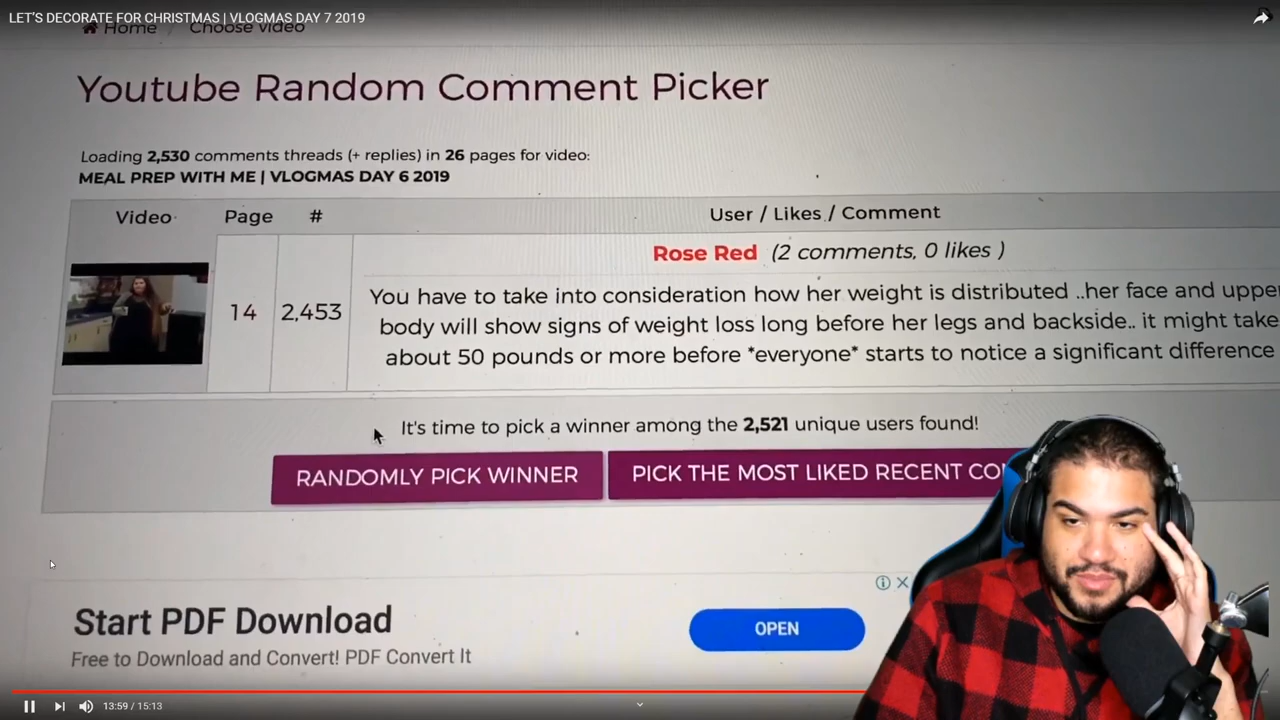 LET'S DECORATE FOR CHRISTMAS | VLOGMAS DAY 7 2019
Home / Choose video
Youtube Random Comment Picker
Loading 2,530 comments threads (+ replies) in 26 pages for video:
MEAL PREP WITH ME | VLOGMAS DAY 6 2019
Video Page # User / Likes / Comment
Rose Red (2 comments, 0 likes )
14 2,453
You have to take into consideration how her weight is distributed ..her face and upper
body will show signs of weight loss long before her legs and backside.. it might take
about 50 pounds or more before *everyone* starts to notice a significant difference
It's time to pick a winner among the 2,521 unique users found!
RANDOMLY PICK WINNER
PICK THE MOST LIKED RECENT CO
Start PDF Download
Free to Download and Convert! PDF Convert It
OPEN
13:59 / 15:13